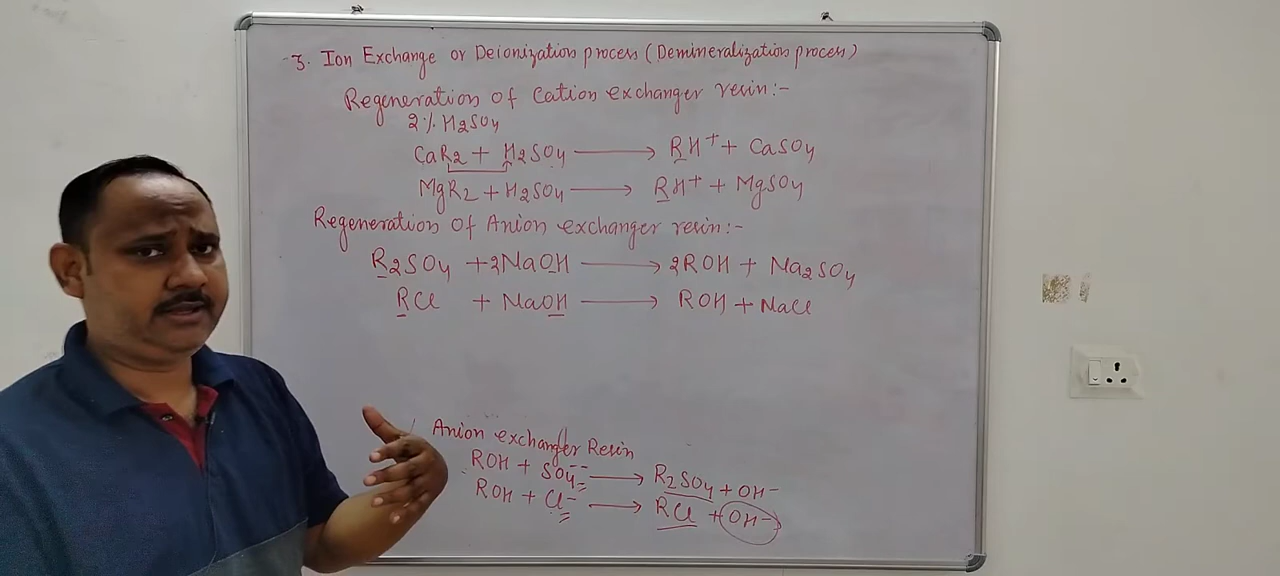 3. Ion Exchange or Deionization process (Demineralization process)
Regeneration of Cation exchanger resin:-
2% H2SO4
CaR2 + H2SO4 ⟶ RH+ + CaSO4
MgR2 + H2SO4 ⟶ RH+ + MgSO4
Regeneration of Anion exchanger resin:-
R2SO4 + 2NaOH ⟶ 2ROH + Na2SO4
RCl + NaOH ⟶ ROH + NaCl
Anion exchanger Resin
ROH + SO4-- ⟶ R2SO4 + OH-
ROH + Cl- ⟶ RCl + OH-